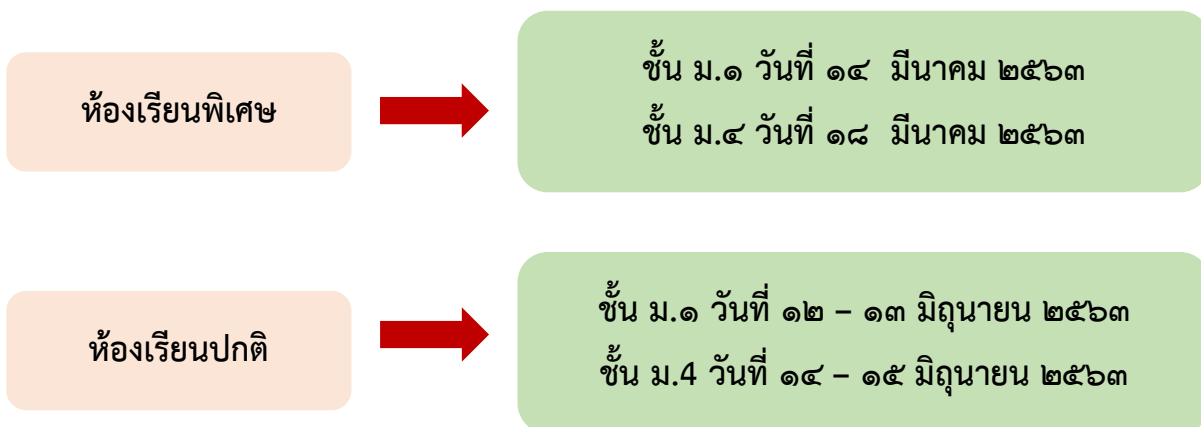 ห้องเรียนพิเศษ
ชั้น ม.๑ วันที่ ๑๔ มีนาคม ๒๕๖๓
ชั้น ม.๔ วันที่ ๑๘ มีนาคม ๒๕๖๓
ห้องเรียนปกติ
ชั้น ม.๑ วันที่ ๑๒ – ๑๓ มิถุนายน ๒๕๖๓
ชั้น ม.4 วันที่ ๑๔ – ๑๕ มิถุนายน ๒๕๖๓